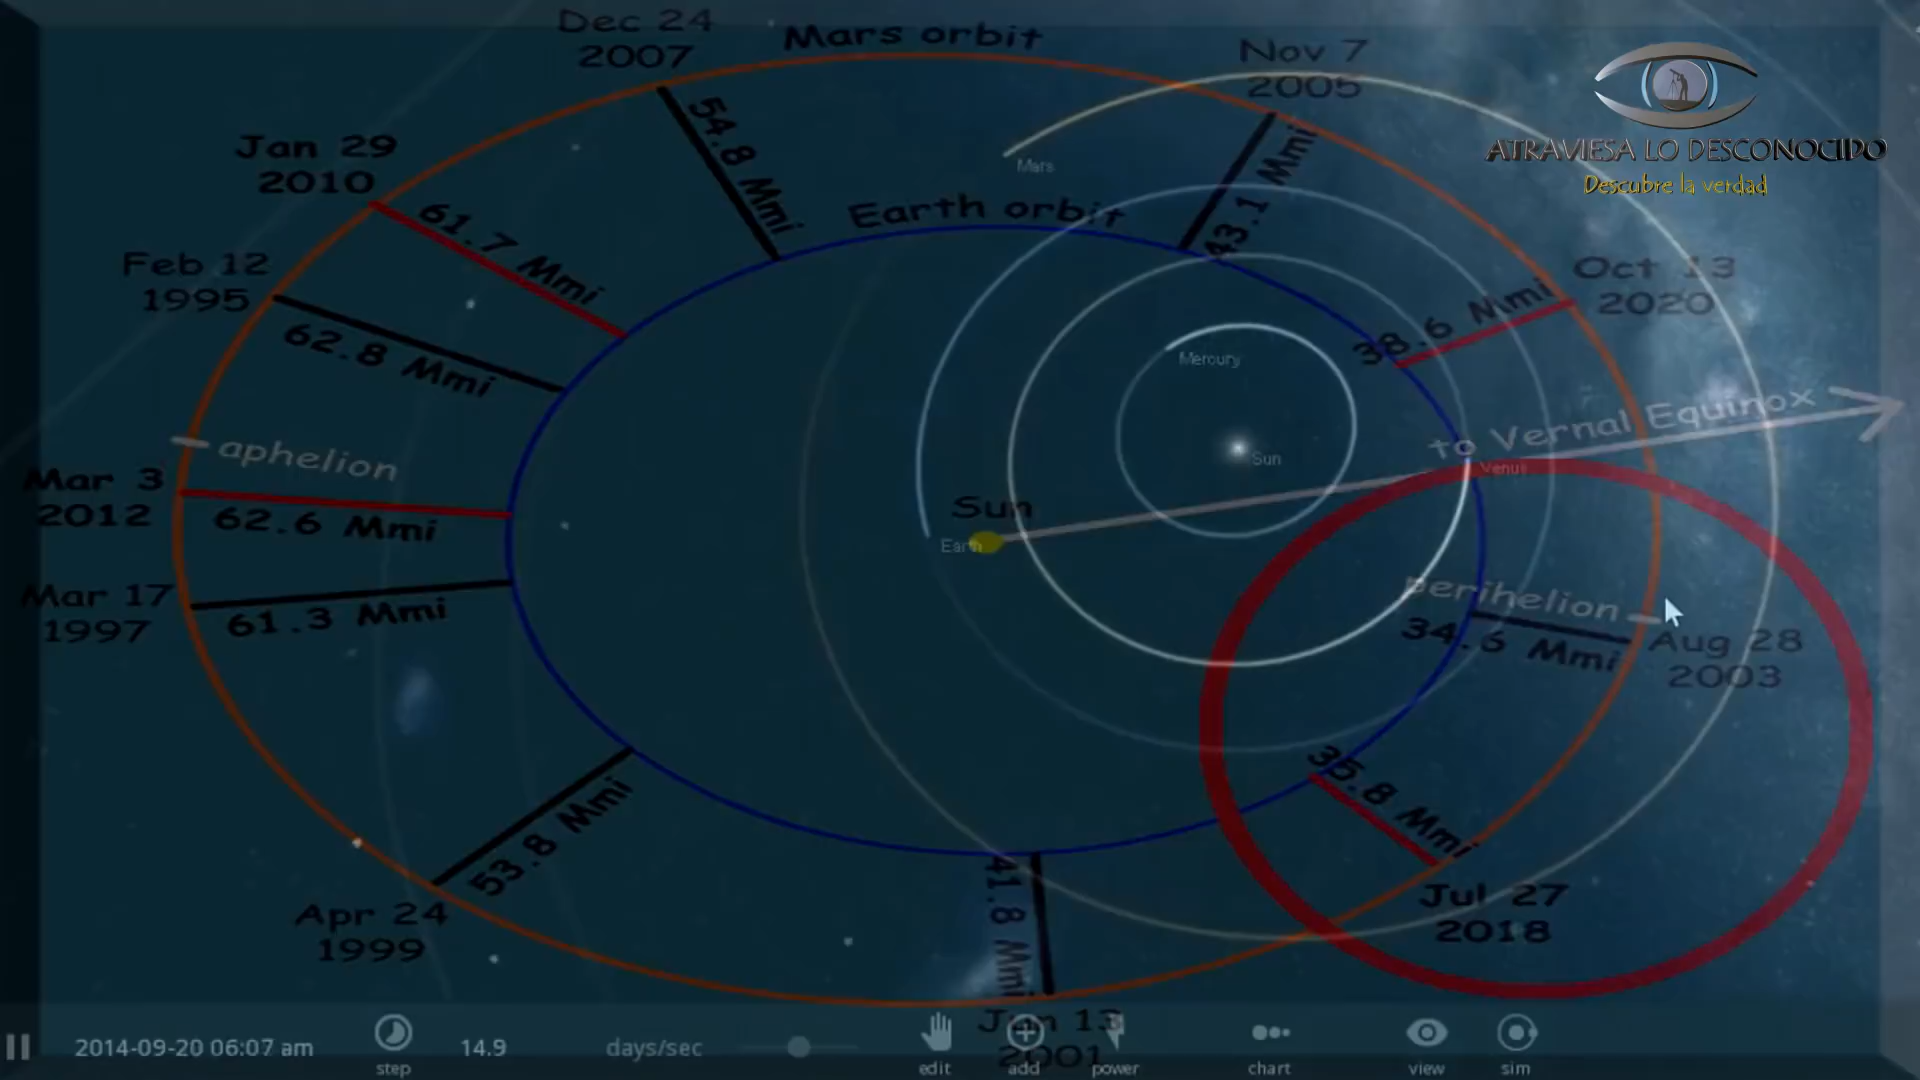 Dec 24
2007
Mars orbit
Nov 7
2005
ATRAVIESA LO DESCONOCIDO
Descubre la verdad
54.8 Mmi
43.1 Mmi
Jan 29
2010
Mars
61.7 Mmi
Earth orbit
Feb 12
1995
Oct 13
2020
62.8 Mmi
38.6 Mmi
Mercury
to Vernal Equinox
aphelion
Sun
Venus
Mar 3
2012
62.6 Mmi
Sun
Earth
Mar 17
1997
61.3 Mmi
perihelion
34.6 Mmi
Aug 28
2003
35.8 Mmi
53.8 Mmi
41.8 Mmi
Jul 27
2018
Apr 24
1999
Jun 13
2001
2014-09-20 06:07 am
step
14.9
days/sec
edit
add
power
chart
view
sim